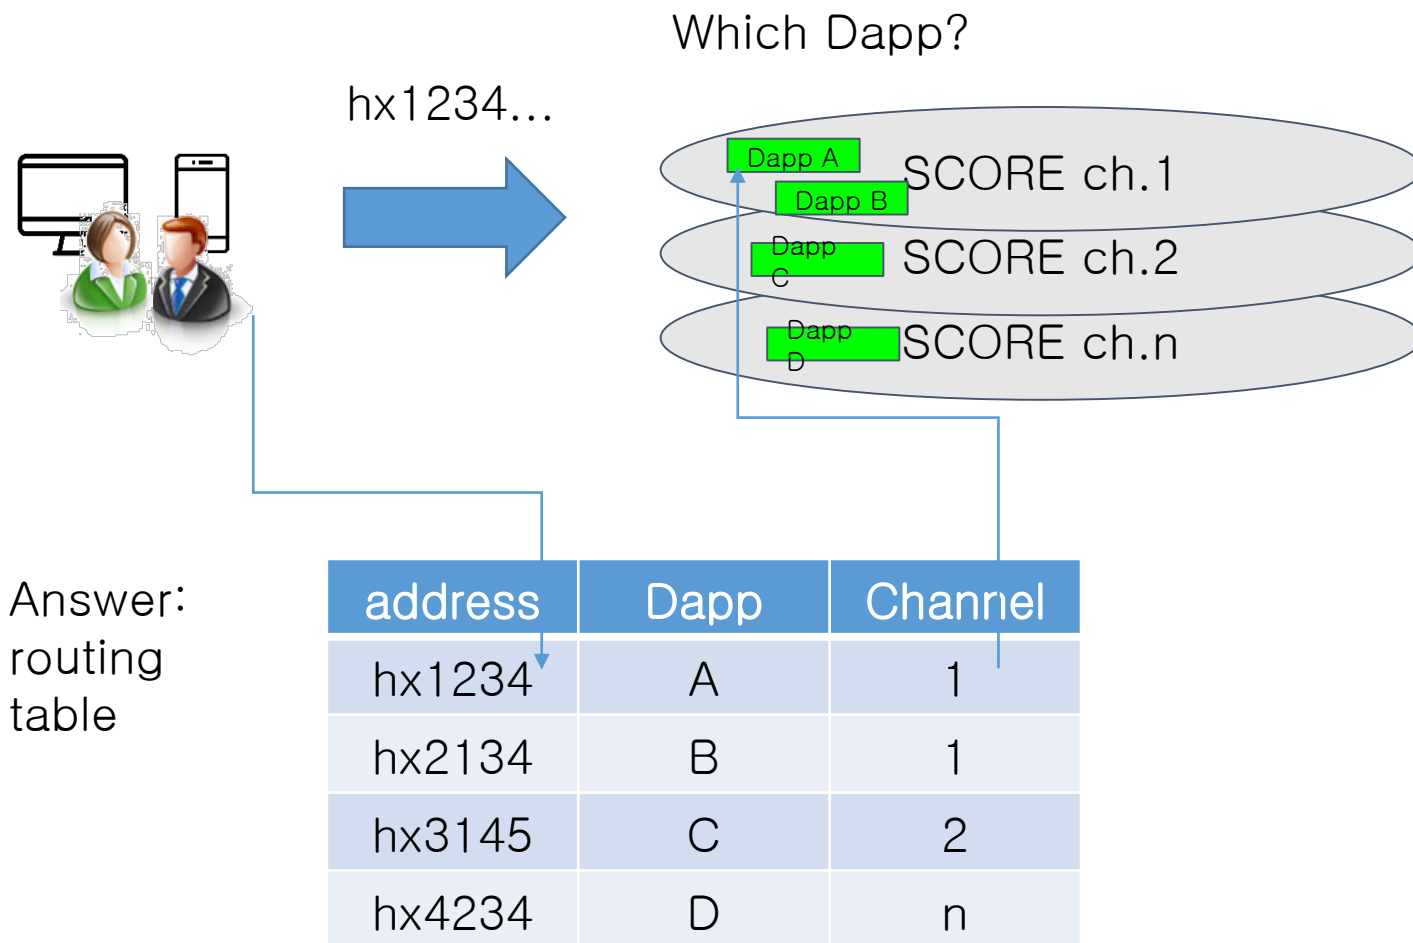 Which Dapp?
hx1234...
Dapp A
SCORE ch.1
Dapp B
Dapp
C
SCORE ch.2
Dapp
D
SCORE ch.n
Answer:
routing
table
address Dapp Channel
hx1234 A 1
hx2134 B 1
hx3145 C 2
hx4234 D n